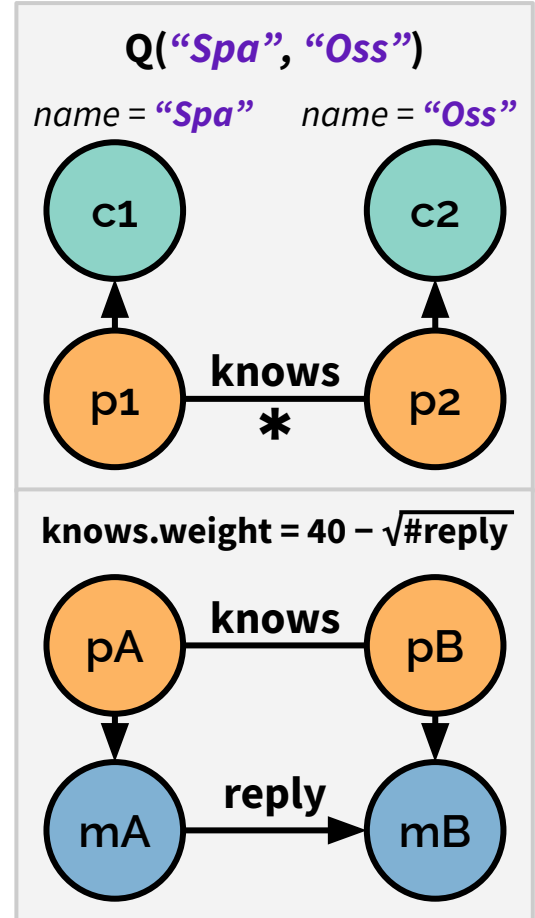 Q(“Spa”, “Oss”)
name = “Spa” name = “Oss”
c1 c2
p1 knows p2
*
knows.weight = 40 − √#reply
pA knows pB
mA reply mB